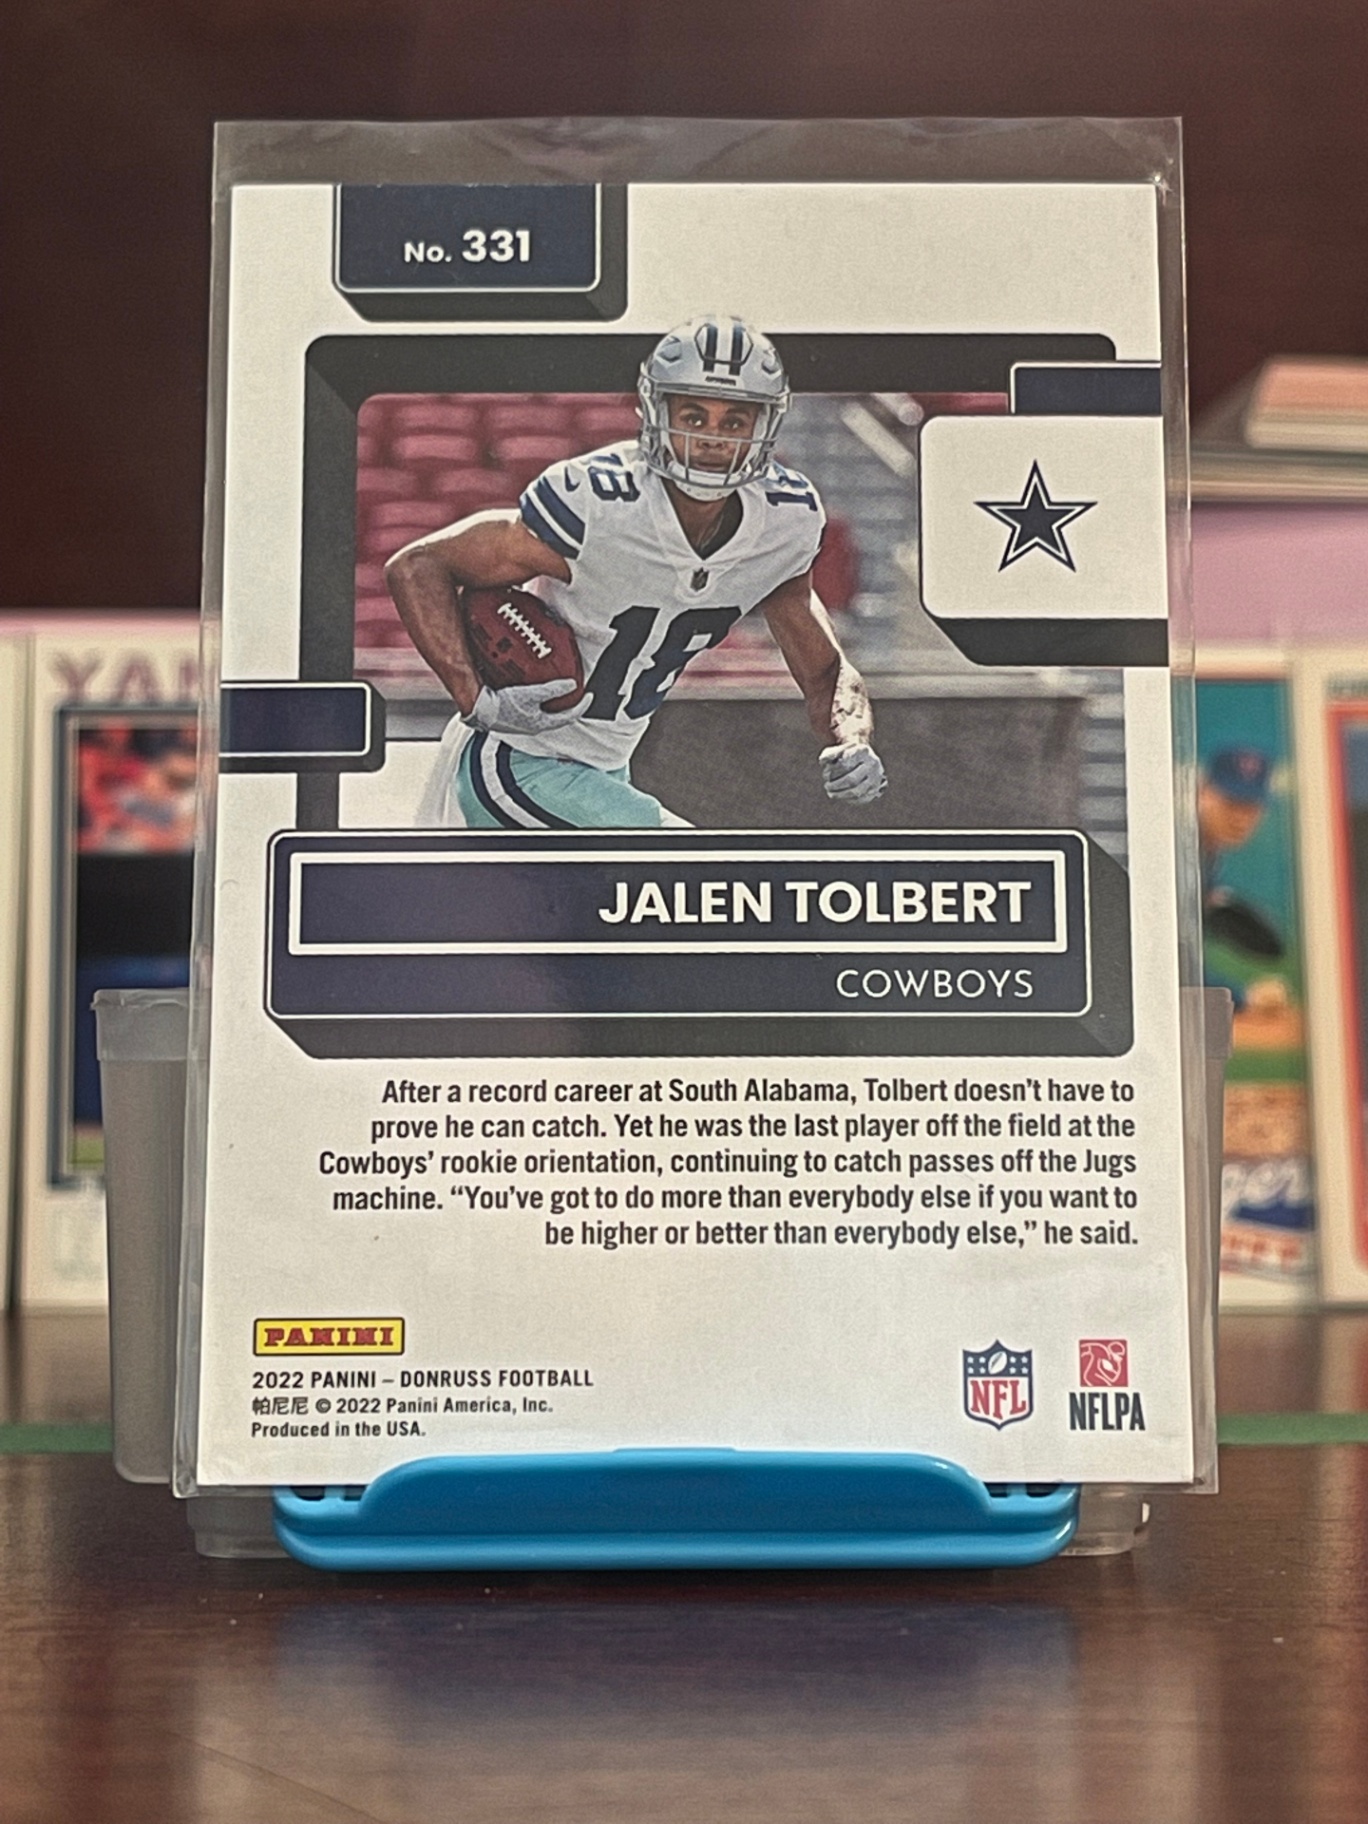 No. 331
18
18
18
JALEN TOLBERT
COWBOYS
After a record career at South Alabama, Tolbert doesn't have to
prove he can catch. Yet he was the last player off the field at the
Cowboys' rookie orientation, continuing to catch passes off the Jugs
machine. “You've got to do more than everybody else if you want to
be higher or better than everybody else,” he said.
PANINI
2022 PANINI – DONRUSS FOOTBALL
帕尼尼 © 2022 Panini America, Inc.
Produced in the USA.
NFL
NFLPA